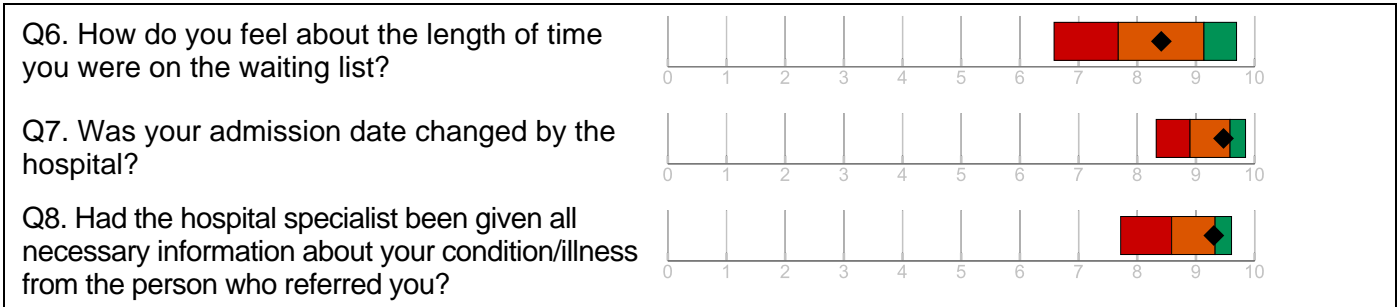 Q6. How do you feel about the length of time
you were on the waiting list?
0 1 2 3 4 5 6 7 8 9 10
Q7. Was your admission date changed by the
hospital?
0 1 2 3 4 5 6 7 8 9 10
Q8. Had the hospital specialist been given all
necessary information about your condition/illness
from the person who referred you?
0 1 2 3 4 5 6 7 8 9 10